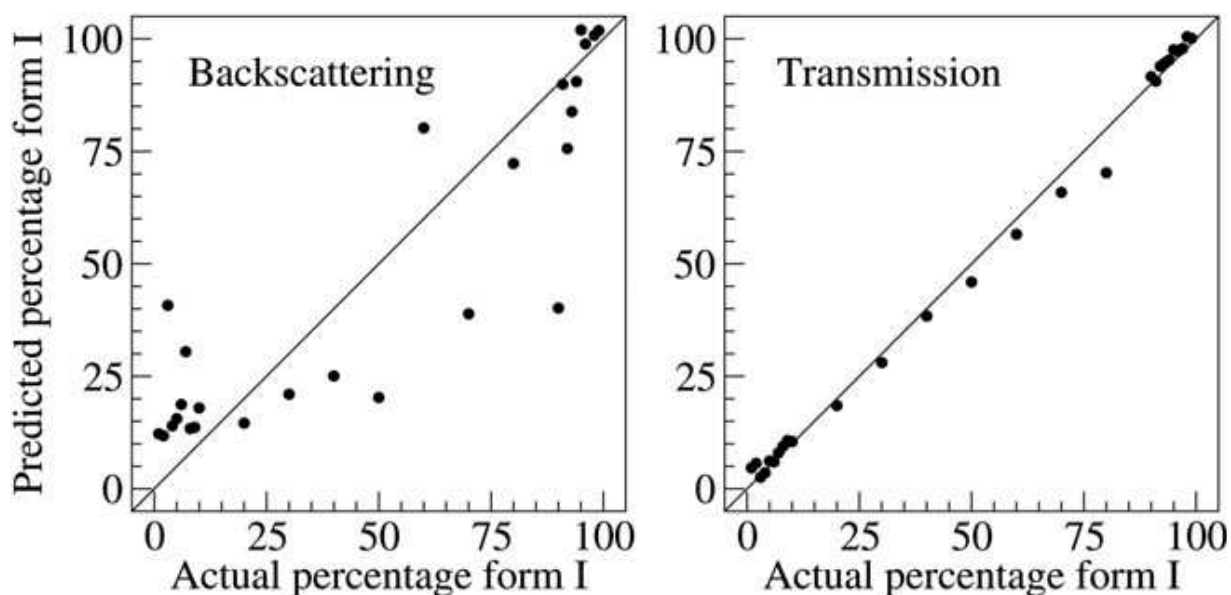 Predicted percentage form I
Backscattering
100
75
50
25
0
0 25 50 75 100
Actual percentage form I
Transmission
100
75
50
25
0
0 25 50 75 100
Actual percentage form I